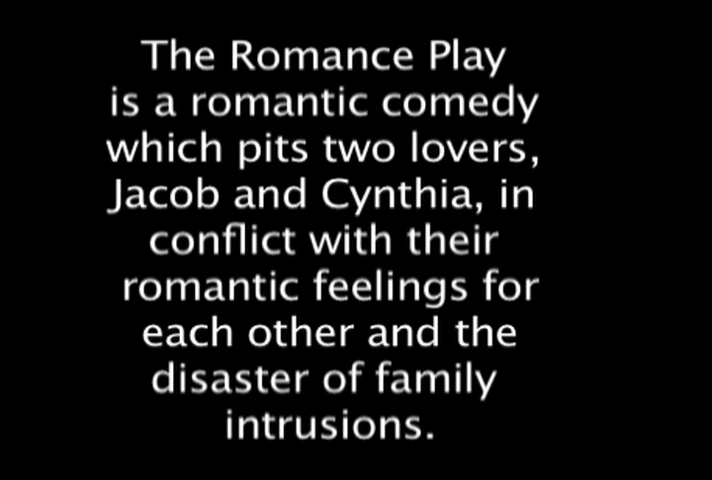 The Romance Play
is a romantic comedy
which pits two lovers,
Jacob and Cynthia, in
conflict with their
romantic feelings for
each other and the
disaster of family
intrusions.